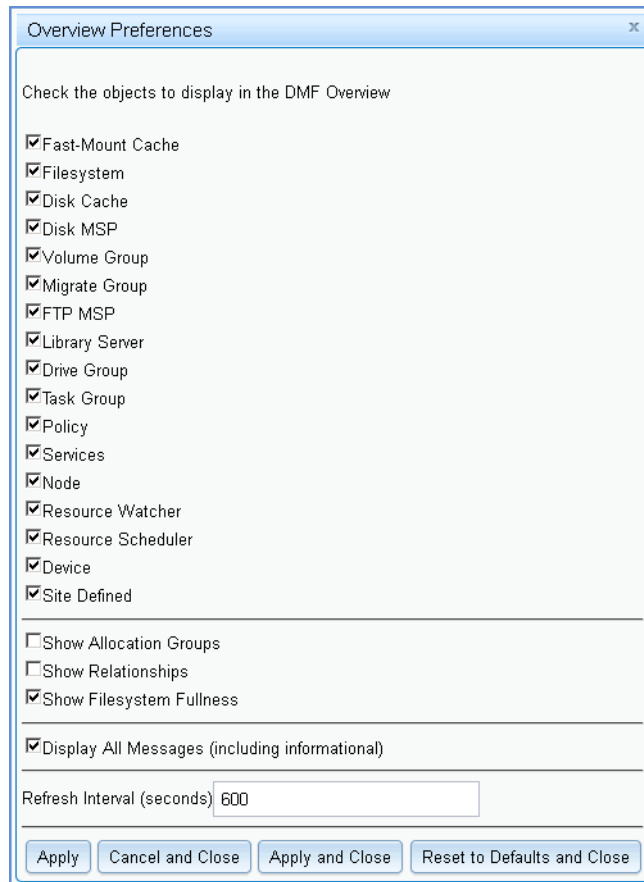 Overview Preferences
x
Check the objects to display in the DMF Overview
Fast-Mount Cache
Filesystem
Disk Cache
Disk MSP
Volume Group
Migrate Group
FTP MSP
Library Server
Drive Group
Task Group
Policy
Services
Node
Resource Watcher
Resource Scheduler
Device
Site Defined
Show Allocation Groups
Show Relationships
Show Filesystem Fullness
Display All Messages (including informational)
Refresh Interval (seconds) 600
Apply Cancel and Close Apply and Close Reset to Defaults and Close